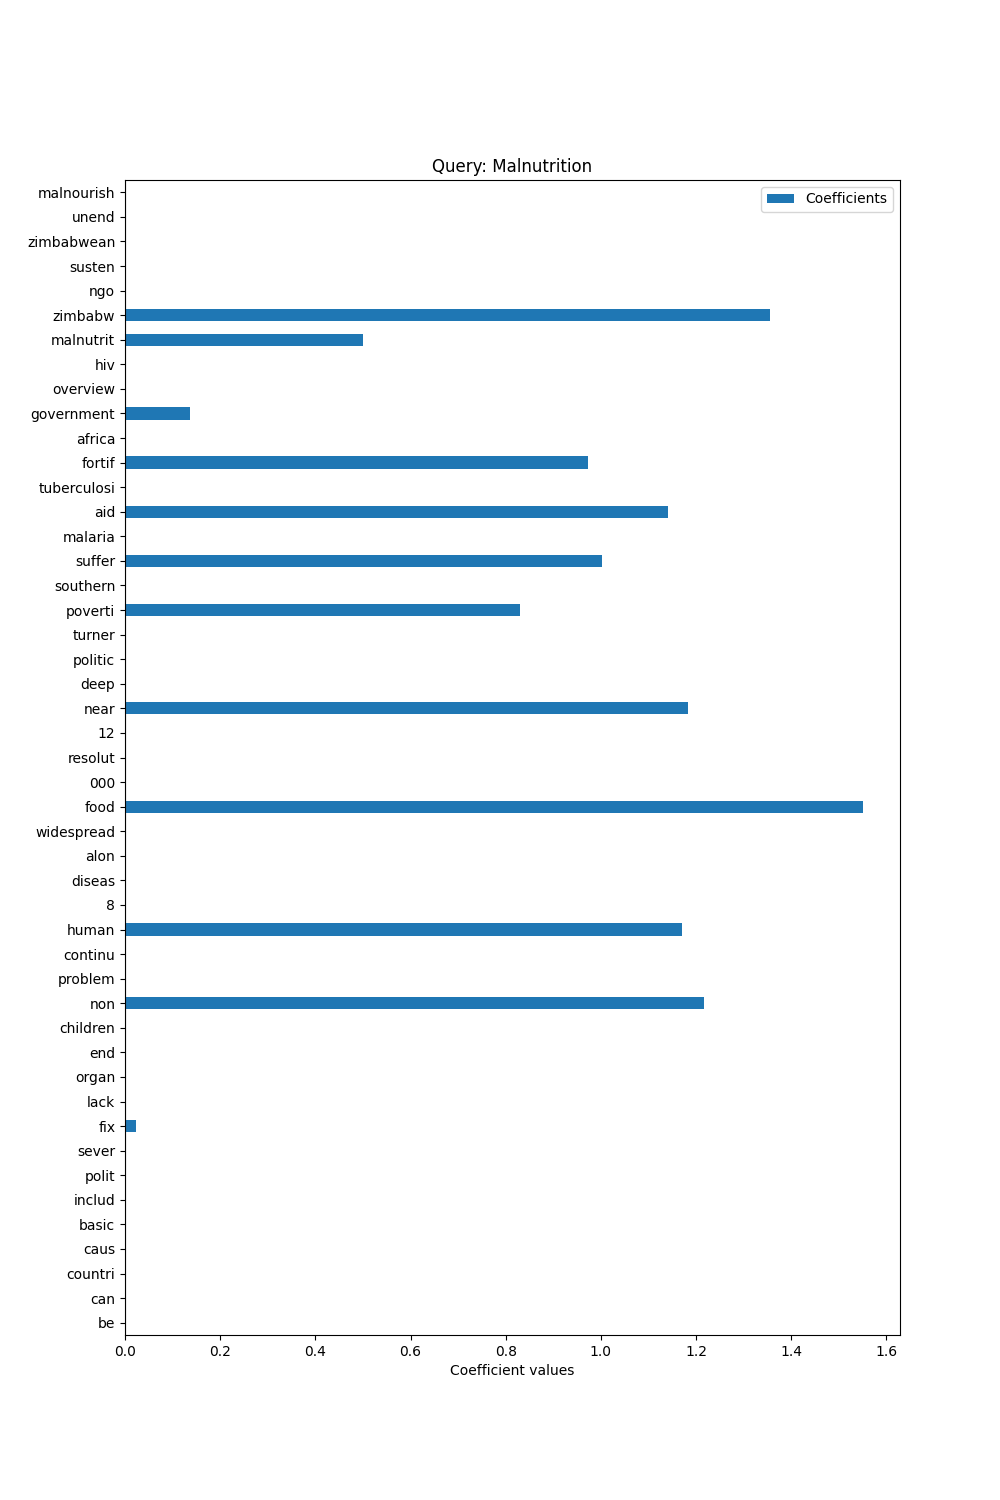 Query: Malnutrition
Coefficients
malnourish
unend
zimbabwean
susten
ngo
zimbabw
malnutrit
hiv
overview
government
africa
fortif
tuberculosi
aid
malaria
suffer
southern
poverti
turner
politic
deep
near
12
resolut
000
food
widespread
alon
diseas
8
human
continu
problem
non
children
end
organ
lack
fix
sever
polit
includ
basic
caus
countri
can
be
0.0 0.2 0.4 0.6 0.8 1.0 1.2 1.4 1.6
Coefficient values